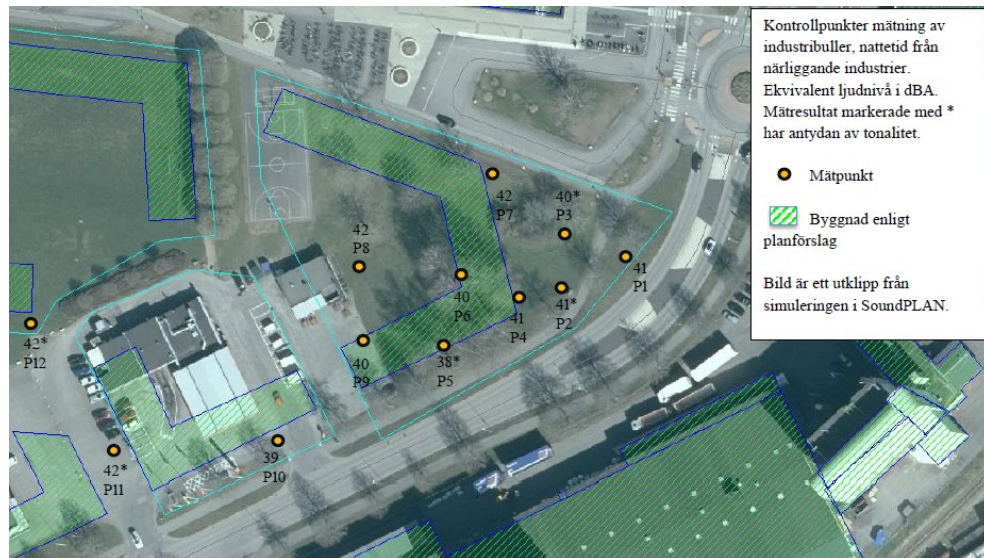 Kontrollpunkter mätning av
industribuller, nattetid från
närliggande industrier.
Ekvivalent ljudnivå i dBA.
Mätresultat markerade med *
har antydan av tonalitet.
Mätpunkt
Byggnad enligt
planförslag
Bild är ett utklipp från
simuleringen i SoundPLAN.
42
P7
40*
P3
42
P8
41
P1
40
P6
41*
P2
41
P4
42*
P12
40
P9
38*
P5
39
P10
42*
P11